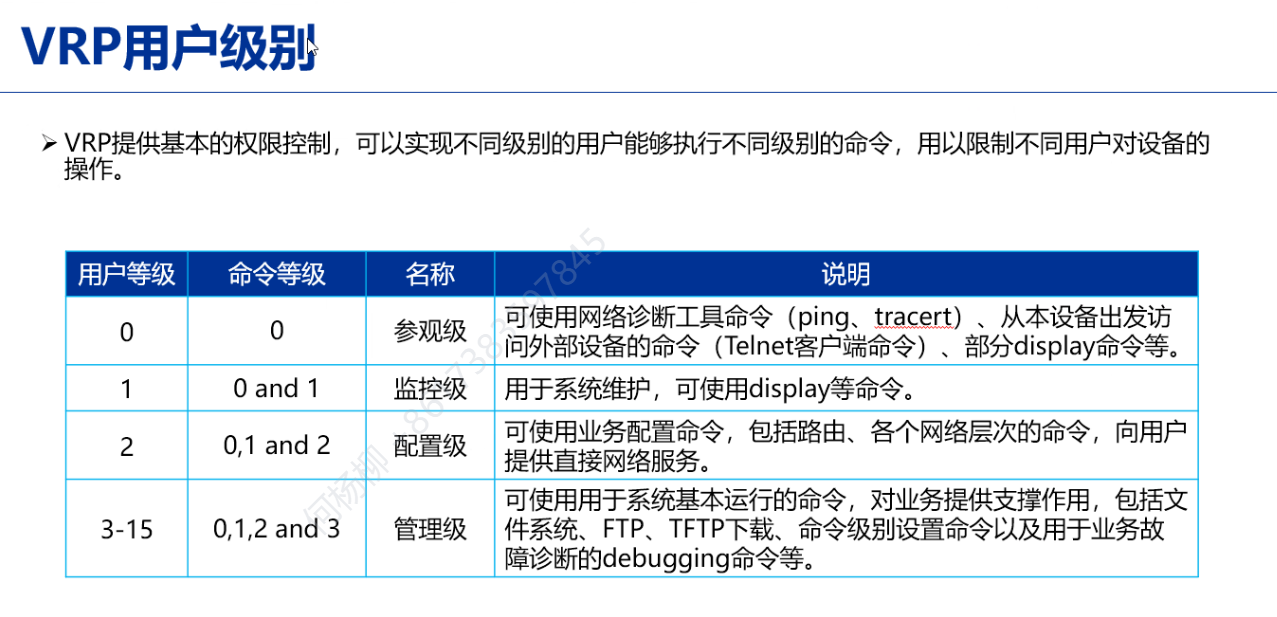 VRP用户级别
VRP提供基本的权限控制，可以实现不同级别的用户能够执行不同级别的命令，用以限制不同用户对设备的
操作。
用户等级 命令等级 名称 说明
0 0 参观级 可使用网络诊断工具命令（ping、tracert）、从本设备出发访
问外部设备的命令（Telnet客户端命令）、部分display命令等。
1 0 and 1 监控级 用于系统维护，可使用display等命令。
2 0,1 and 2 配置级 可使用业务配置命令，包括路由、各个网络层次的命令，向用户
提供直接网络服务。
3-15 0,1,2 and 3 管理级 可使用用于系统基本运行的命令，对业务提供支撑作用，包括文
件系统、FTP、TFTP下载、命令级别设置命令以及用于业务故
障诊断的debugging命令等。